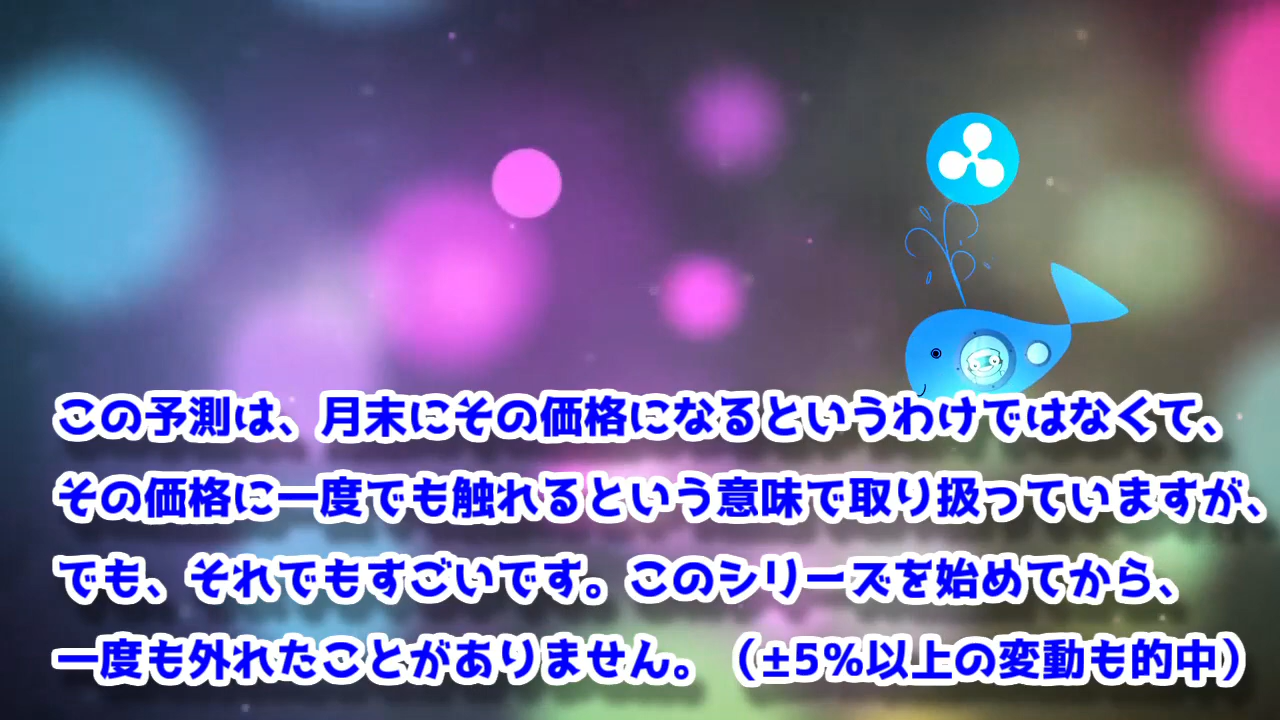 この予測は、月末にその価格になるというわけではなくて、
その価格に一度でも触れるという意味で取り扱っていますが、
でも、それでもすごいです。このシリーズを始めてから、
一度も外れたことがありません。（±5%以上の変動も的中）